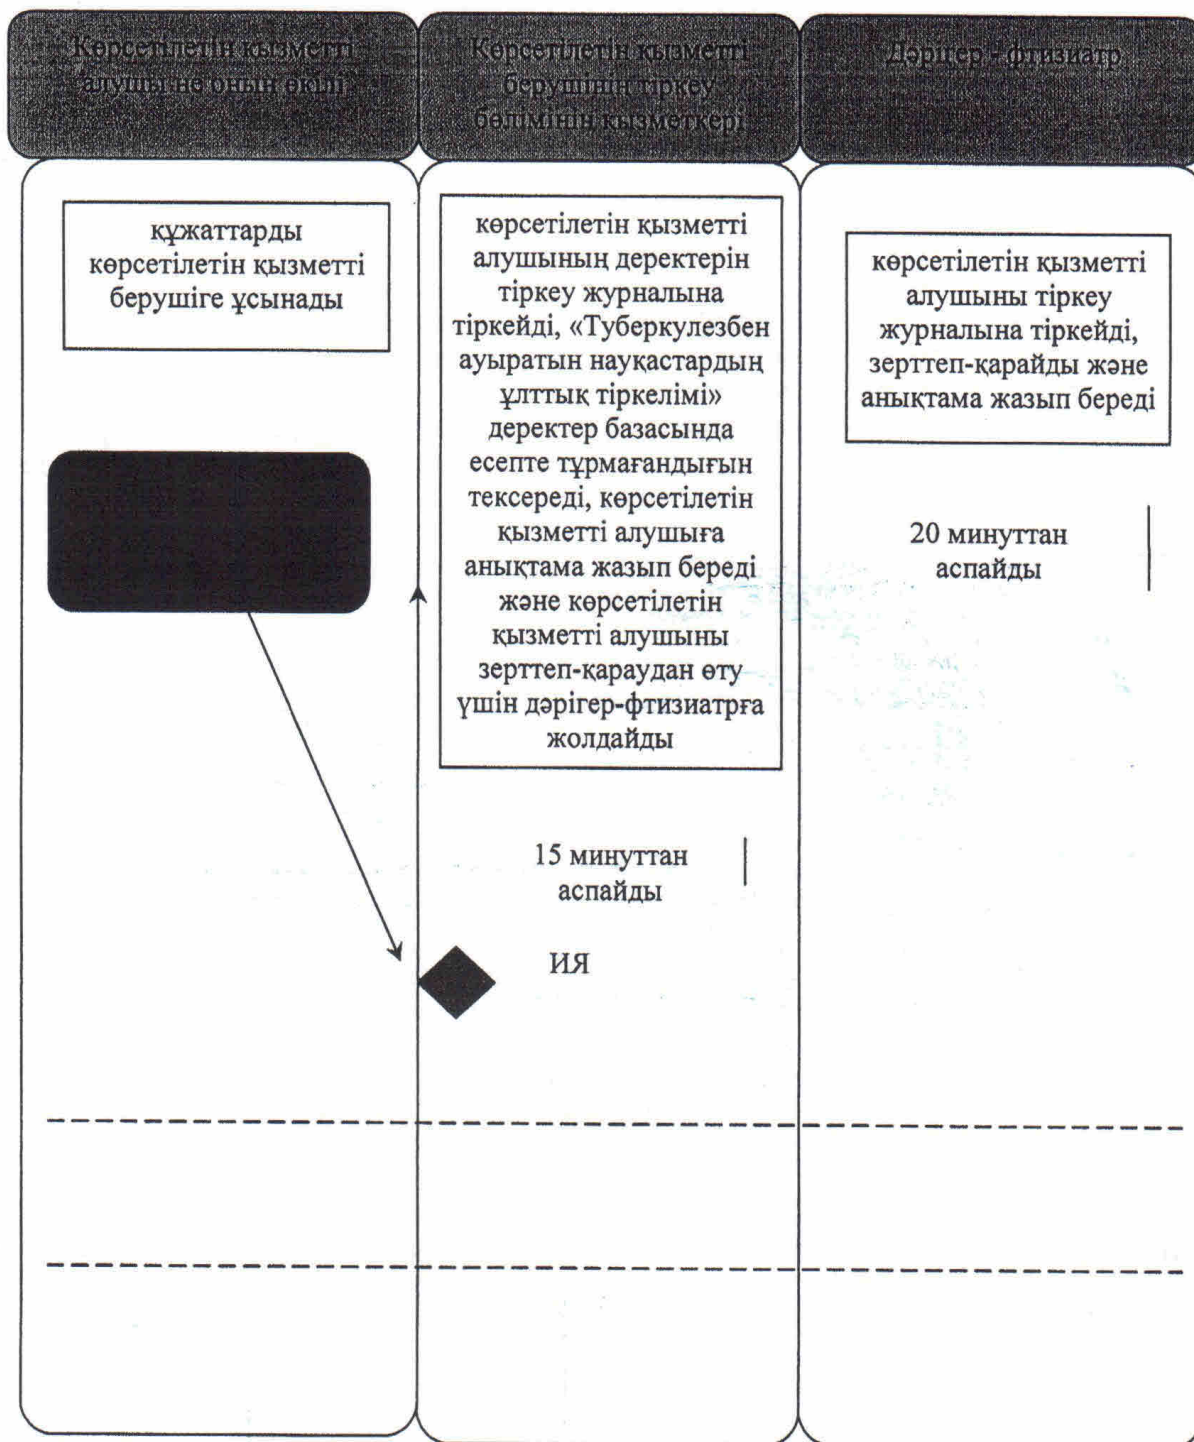 Көрсетілетін қызметті
алушы не оның өкілі
Көрсетілетін қызметті
берушінің тіркеу
бөлімінің қызметкері
Дәрігер - фтизиатр
құжаттарды
көрсетілетін қызметті
берушіге ұсынады
көрсетілетін қызметті
алушының деректерін
тіркеу журналына
тіркейді, «Туберкулезбен
ауыратын науқастардың
ұлттық тіркелімі»
деректер базасында
есепте тұрмағандығын
тексереді, көрсетілетін
қызметті алушыға
анықтама жазып береді
және көрсетілетін
қызметті алушыны
зерттеп-қараудан өту
үшін дәрігер-фтизиатрға
жолдайды
15 минуттан
аспайды
ИЯ
көрсетілетін қызметті
алушыны тіркеу
журналына тіркейді,
зерттеп-қарайды және
анықтама жазып береді
20 минуттан
аспайды